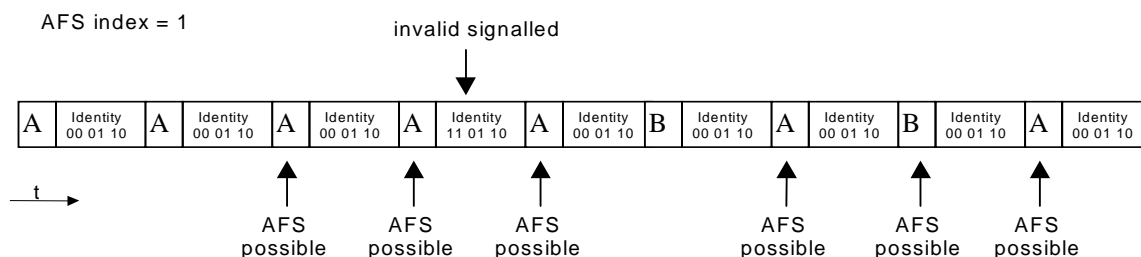 AFS index = 1
invalid signalled
A Identity 00 01 10 A Identity 00 01 10 A Identity 00 01 10 A Identity 11 01 10 A Identity 00 01 10 B Identity 00 01 10 A Identity 00 01 10 B Identity 00 01 10 A Identity 00 01 10
t
AFS possible AFS possible AFS possible AFS possible AFS possible AFS possible